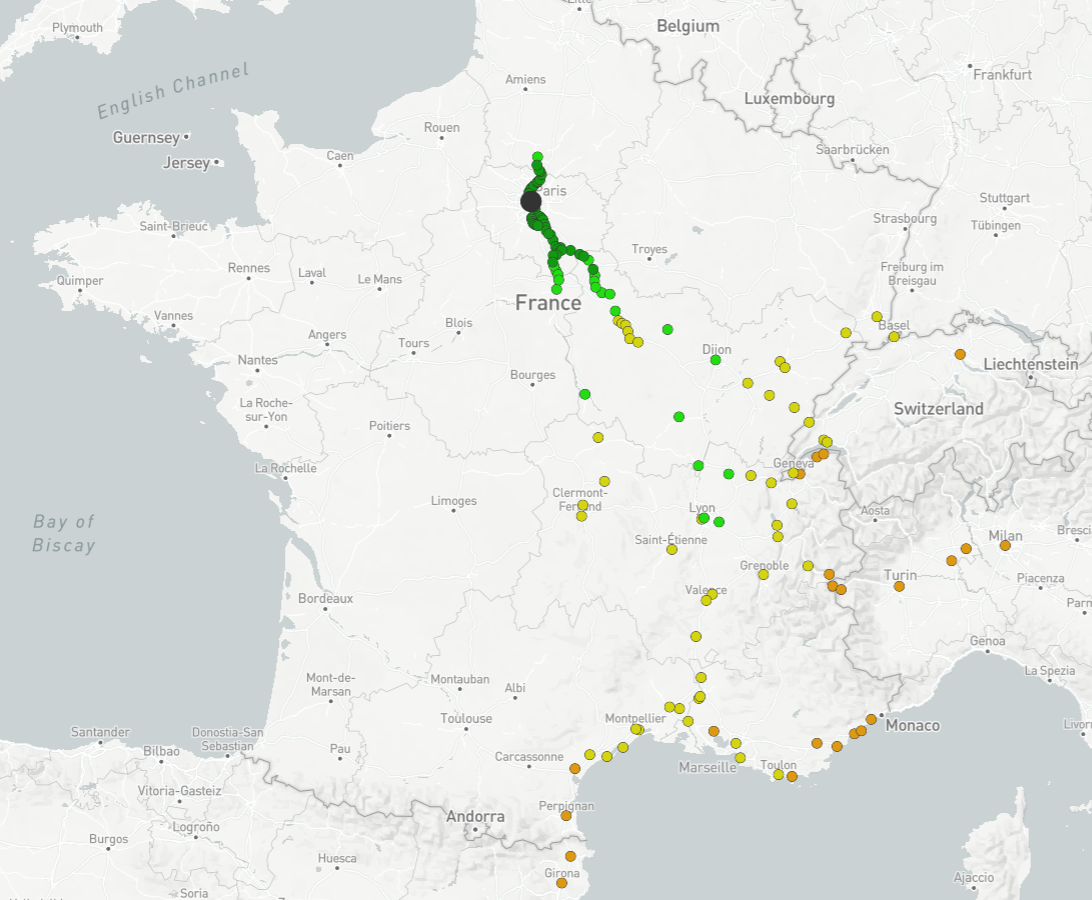 Lille
Belgium
Plymouth
English Channel
Amiens
Frankfurt
Luxembourg
Guernsey
Rouen
Jersey
Caen
Saarbrücken
Paris
Stuttgart
Saint-Brieuc
Strasbourg
Tübingen
Troyes
Rennes
Laval
Le Mans
Quimper
Freiburg im
Breisgau
France
Vannes
Angers
Blois
Basel
Tours
Dijon
Nantes
Bourges
Liechtenstein
La Roche-
sur-Yon
Switzerland
Poitiers
La Rochelle
Geneva
Limoges
Clermont-
Ferrand
Lyon
Aosta
Bay of
Biscay
Saint-Étienne
Milan
Bresci
Grenoble
Turin
Piacenza
Valence
Bordeaux
Parm
Genoa
La Spezia
Mont-de-
Marsan
Montauban
Albi
Toulouse
Montpellier
Monaco
Livor
Santander
Donostia-San
Sebastian
Bilbao
Pau
Carcassonne
Marseille
Toulon
Vitoria-Gasteiz
Perpignan
Andorra
Logroño
Burgos
Huesca
Girona
Ajaccio
Soria